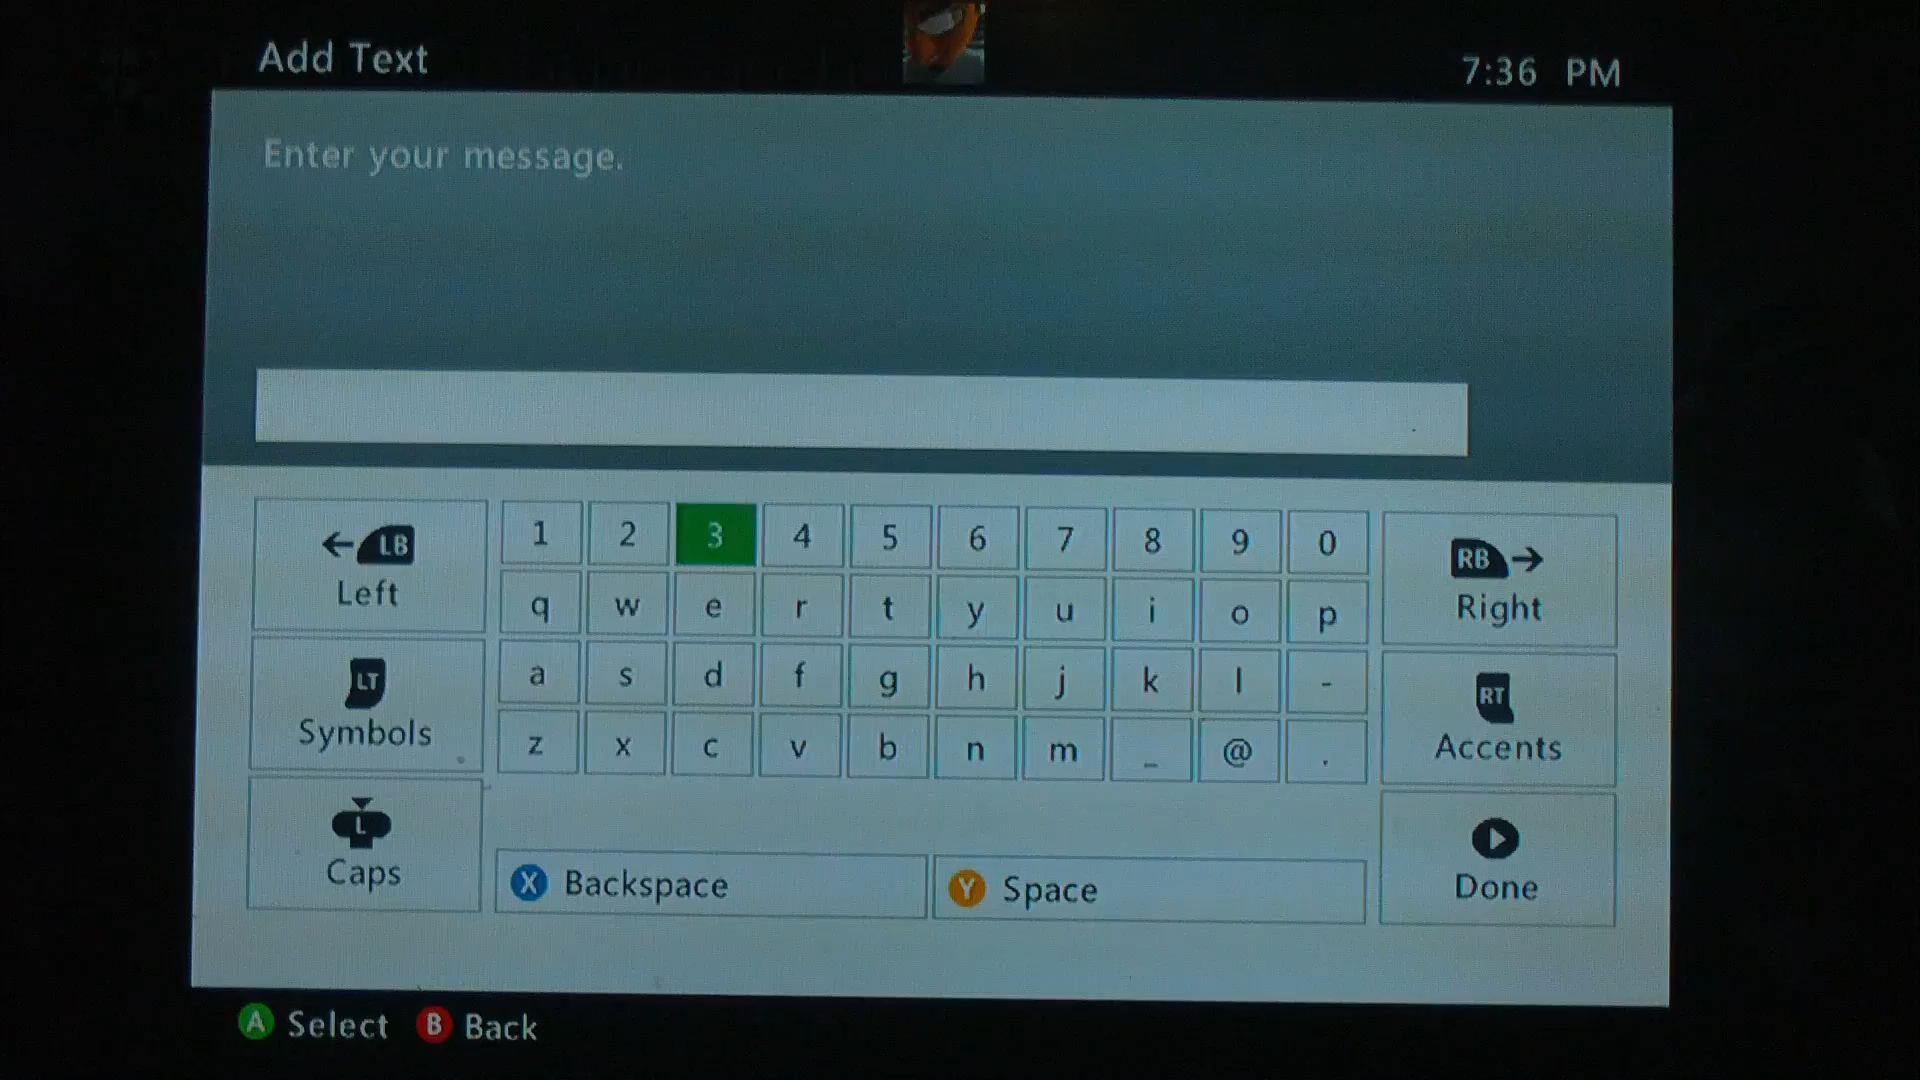 Add Text
7:36 PM
Enter your message.
LB
Left
1 2 3 4 5 6 7 8 9 0
RB
Right
q w e r t y u i o p
LT
Symbols
a s d f g h j k l -
RT
Accents
z x c v b n m _ @ .
L
Caps
X Backspace
Y Space
Done
A Select B Back